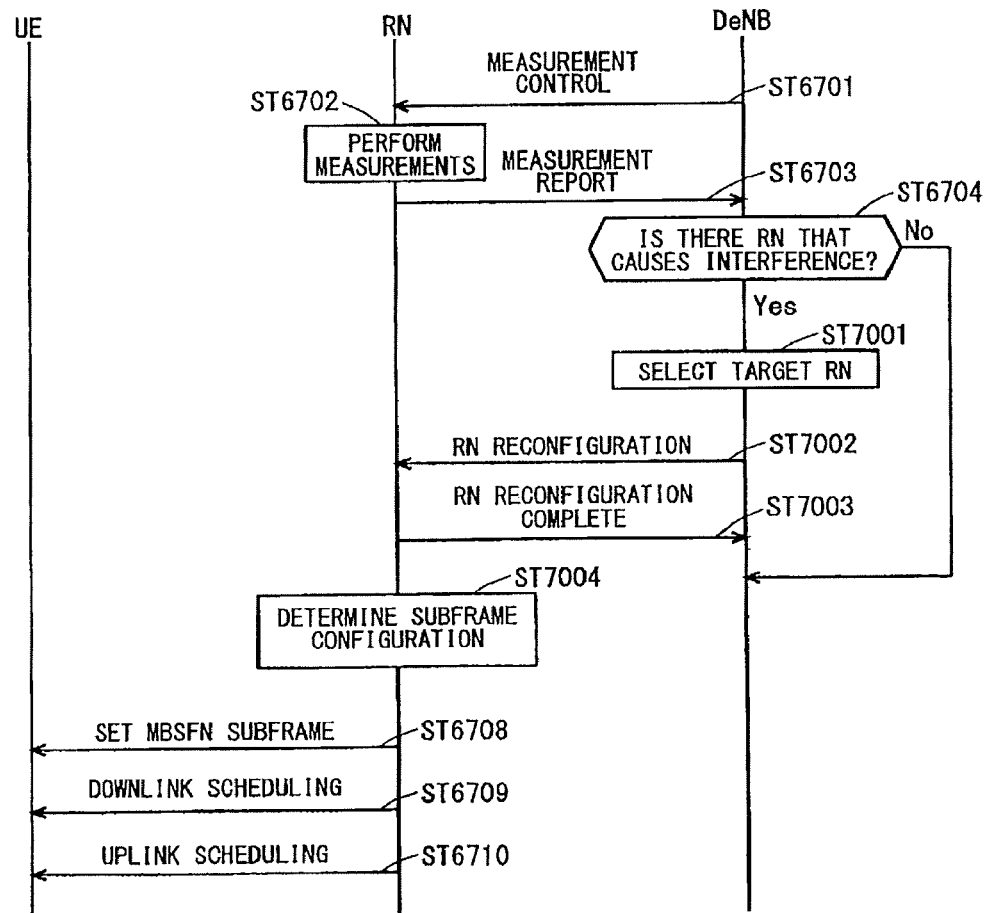 UE
RN
DeNB
MEASUREMENT
CONTROL
ST6701
ST6702
PERFORM
MEASUREMENTS
MEASUREMENT
REPORT
ST6703
ST6704
IS THERE RN THAT
CAUSES INTERFERENCE?
No
Yes
ST7001
SELECT TARGET RN
RN RECONFIGURATION
ST7002
RN RECONFIGURATION
COMPLETE
ST7003
ST7004
DETERMINE SUBFRAME
CONFIGURATION
SET MBSFN SUBFRAME
ST6708
DOWNLINK SCHEDULING
ST6709
UPLINK SCHEDULING
ST6710